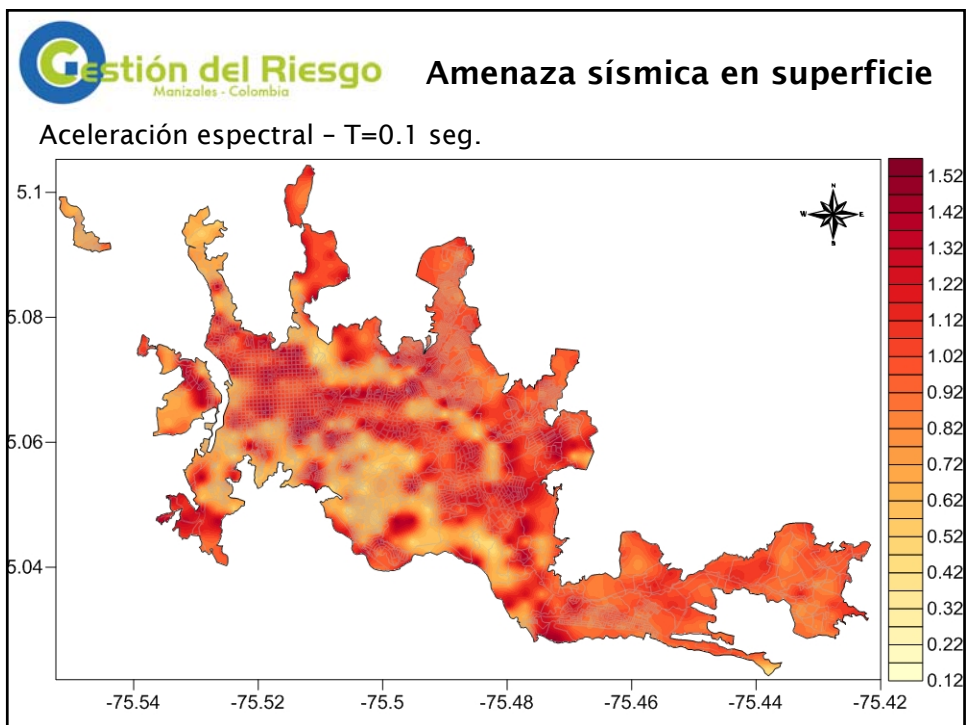 Gestión del Riesgo
Manizales - Colombia
Amenaza sísmica en superficie
Aceleración espectral – T=0.1 seg.
5.1
5.08
5.06
5.04
-75.54 -75.52 -75.5 -75.48 -75.46 -75.44 -75.42
N
W E
S
1.52
1.42
1.32
1.22
1.12
1.02
0.92
0.82
0.72
0.62
0.52
0.42
0.32
0.22
0.12